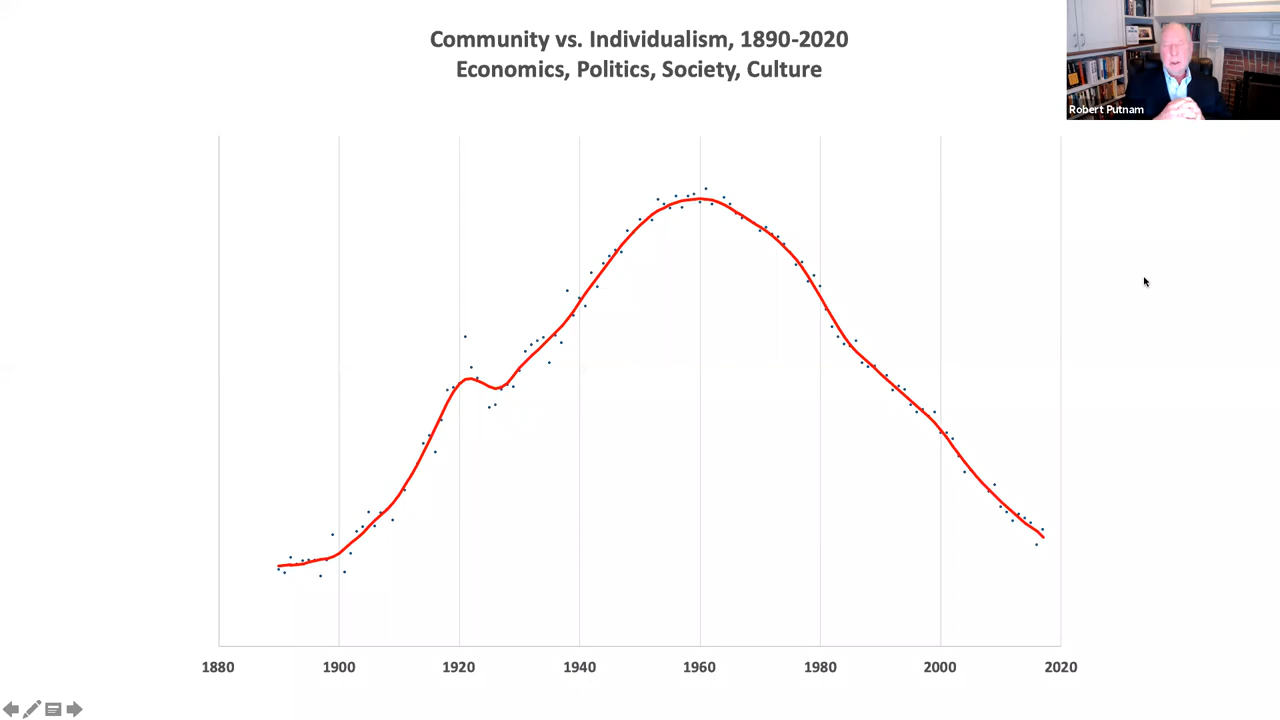 Community vs. Individualism, 1890-2020
Economics, Politics, Society, Culture
Robert Putnam
1880 1900 1920 1940 1960 1980 2000 2020